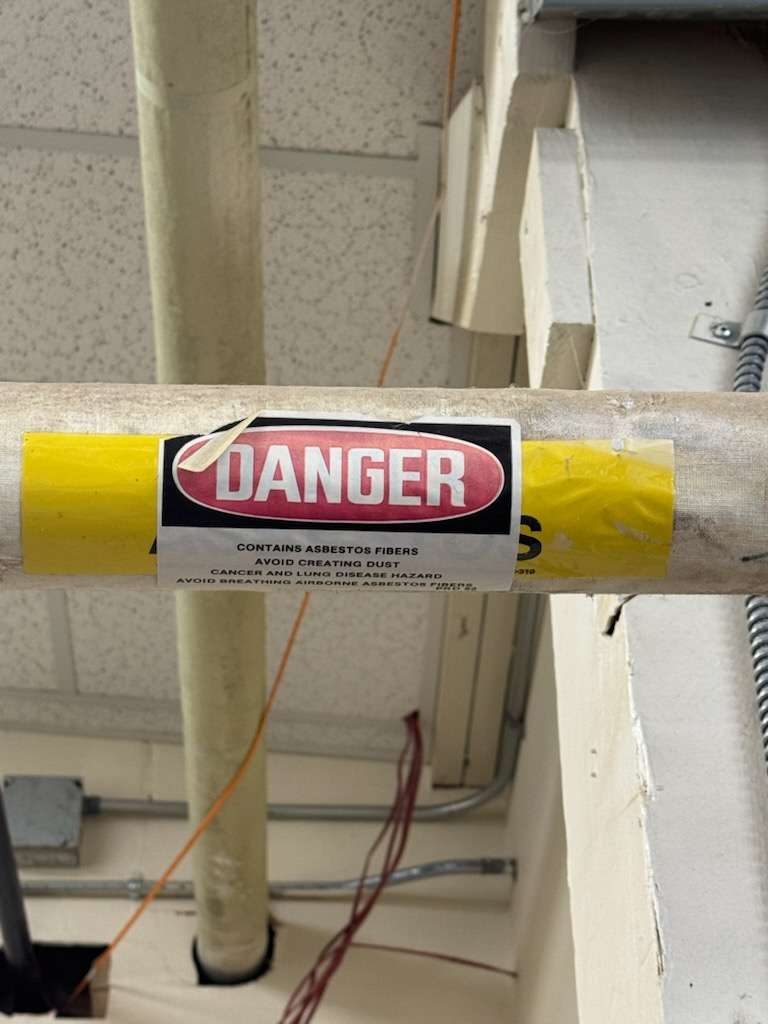 DANGER
CONTAINS ASBESTOS FIBERS
AVOID CREATING DUST
CANCER AND LUNG DISEASE HAZARD
AVOID BREATHING AIRBORNE ASBESTOS FIBERS
S